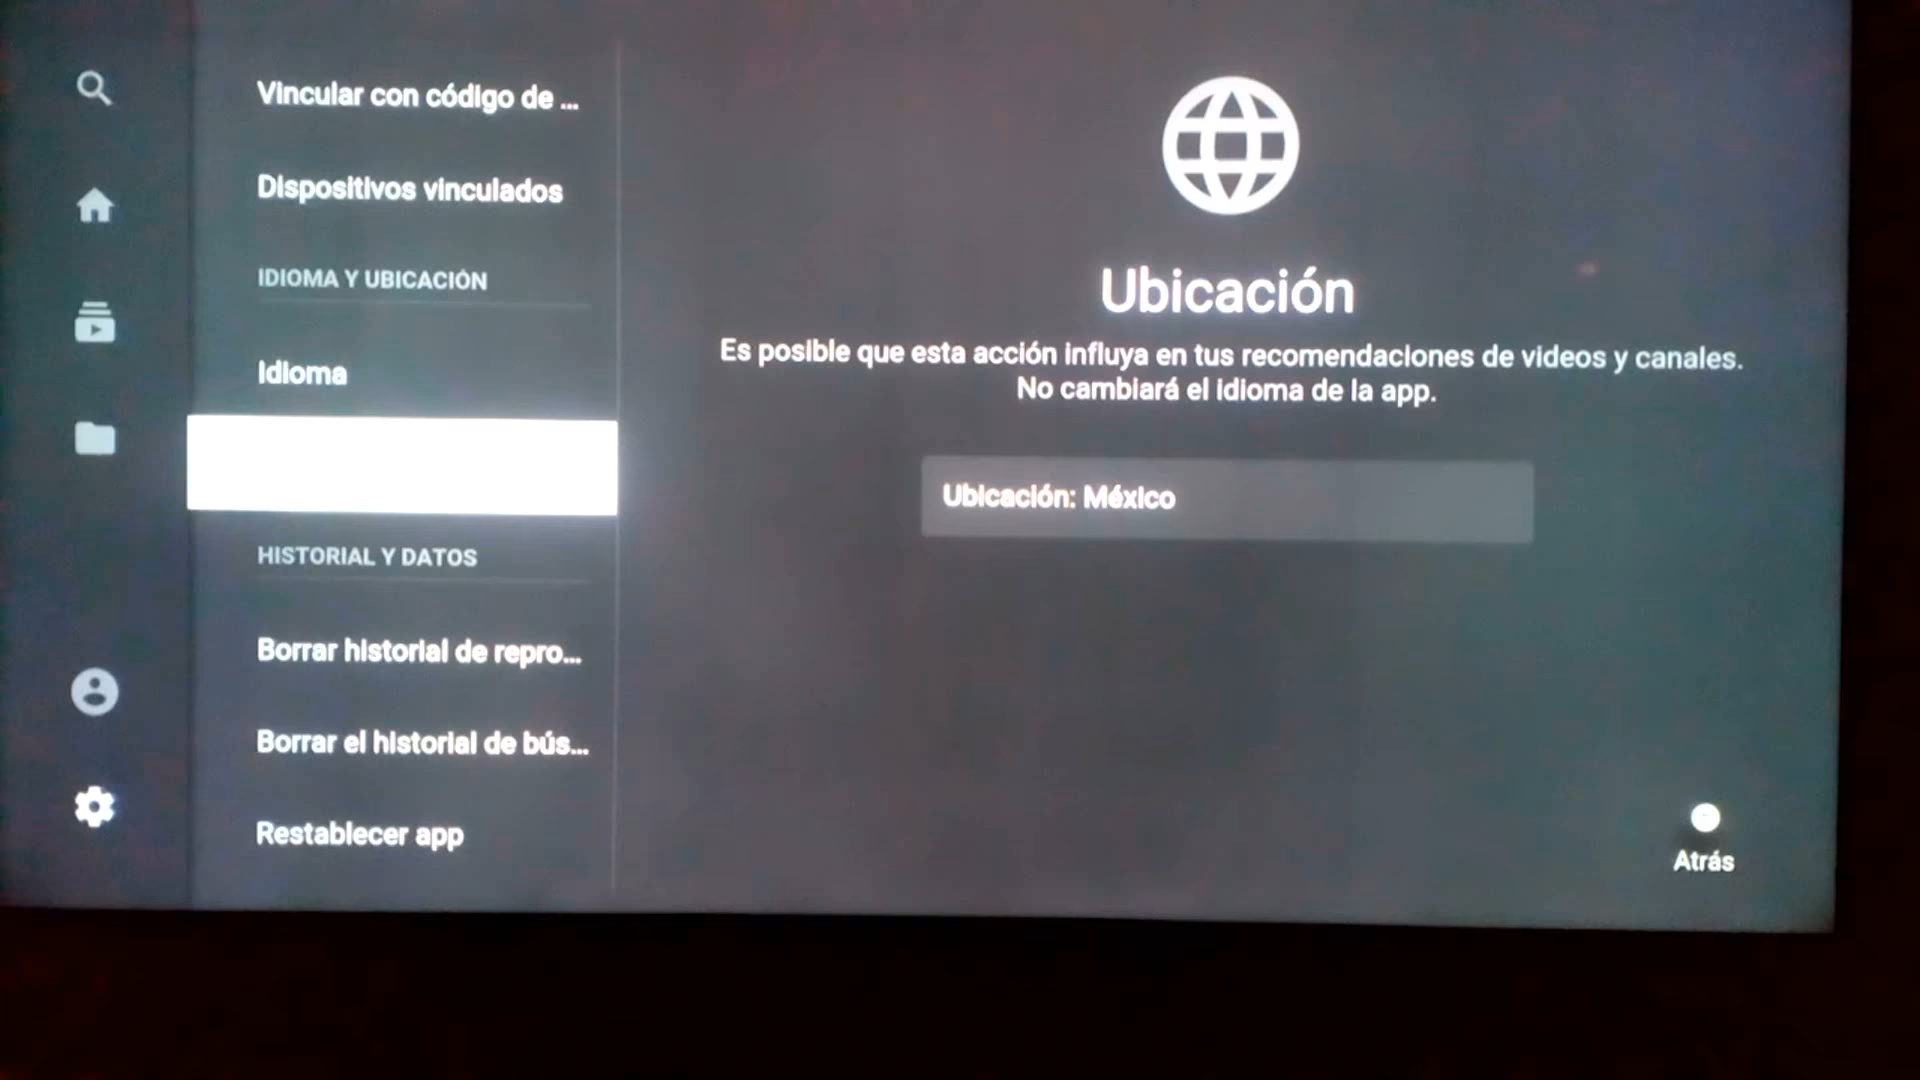 Vincular con código de ...
Dispositivos vinculados
IDIOMA Y UBICACIÓN
Idioma
HISTORIAL Y DATOS
Borrar historial de repro...
Borrar el historial de bús...
Restablecer app
Ubicación
Es posible que esta acción influya en tus recomendaciones de videos y canales.
No cambiará el idioma de la app.
Ubicación: México
Atrás